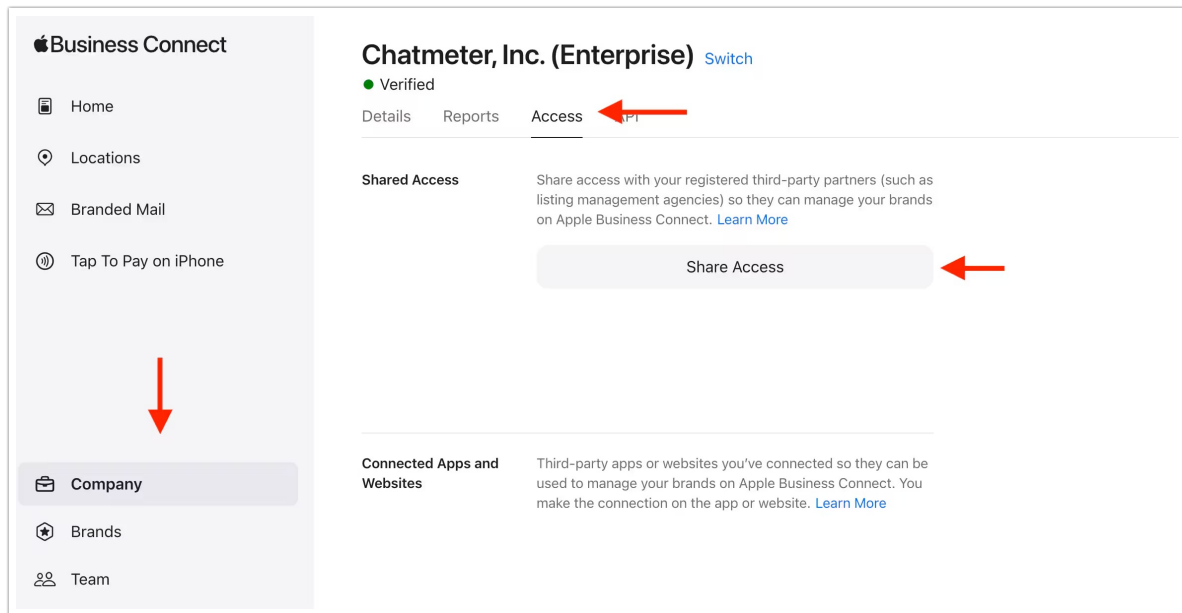 Business Connect
Home
Locations
Branded Mail
Tap To Pay on iPhone
Company
Brands
Team
Chatmeter, Inc. (Enterprise) Switch
Verified
Details Reports Access API
Shared Access
Share access with your registered third-party partners (such as
listing management agencies) so they can manage your brands
on Apple Business Connect. Learn More
Share Access
Connected Apps and
Websites
Third-party apps or websites you’ve connected so they can be
used to manage your brands on Apple Business Connect. You
make the connection on the app or website. Learn More